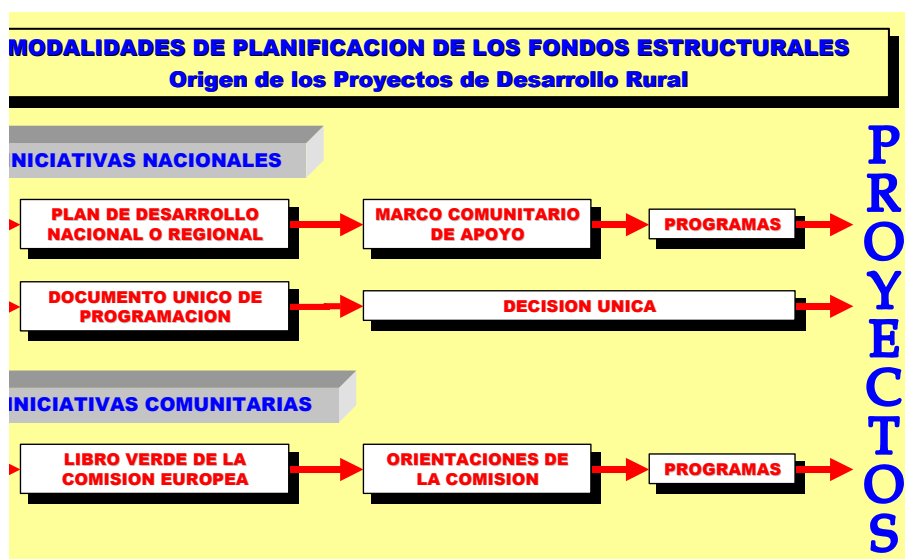 MODALIDADES DE PLANIFICACION DE LOS FONDOS ESTRUCTURALES
Origen de los Proyectos de Desarrollo Rural
INICIATIVAS NACIONALES
PLAN DE DESARROLLO
NACIONAL O REGIONAL
MARCO COMUNITARIO
DE APOYO
PROGRAMAS
DOCUMENTO UNICO DE
PROGRAMACION
DECISION UNICA
INICIATIVAS COMUNITARIAS
LIBRO VERDE DE LA
COMISION EUROPEA
ORIENTACIONES DE
LA COMISION
PROGRAMAS
PROYECTOS